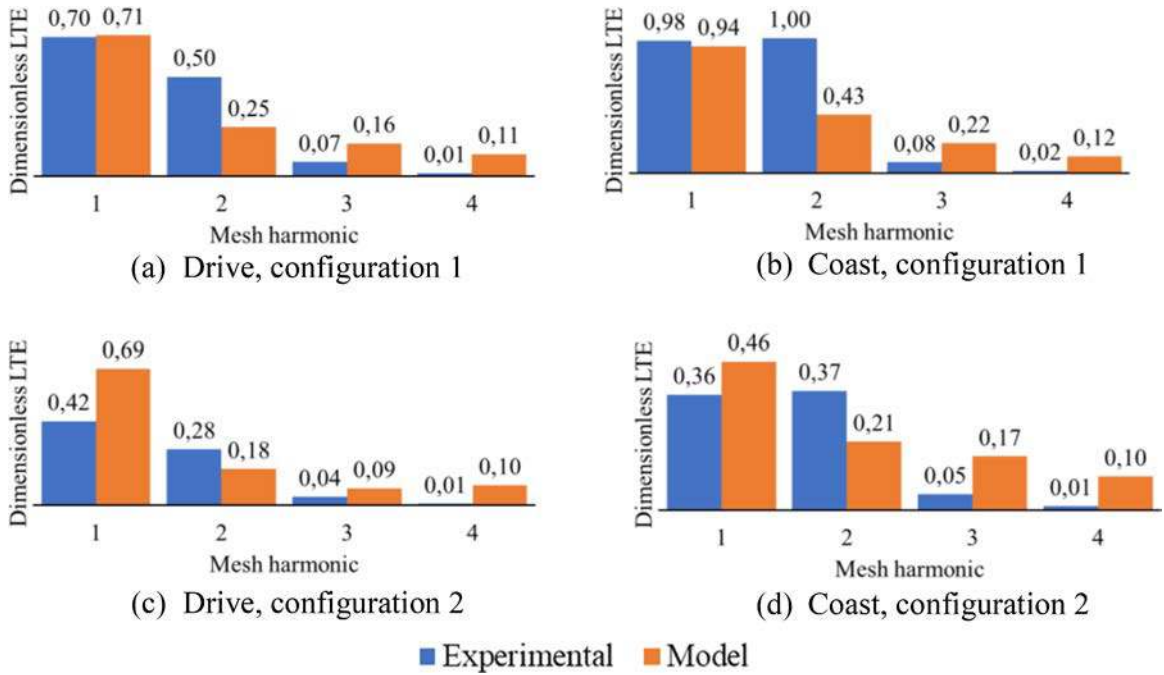 Dimensionless LTE
0,70 0,71
0,50
0,25
0,07 0,16
0,01 0,11
1 2 3 4
Mesh harmonic
(a) Drive, configuration 1
Dimensionless LTE
0,98 0,94
1,00
0,43
0,08 0,22
0,02 0,12
1 2 3 4
Mesh harmonic
(b) Coast, configuration 1
Dimensionless LTE
0,42 0,69
0,28 0,18
0,04 0,09
0,01 0,10
1 2 3 4
Mesh harmonic
(c) Drive, configuration 2
Dimensionless LTE
0,36 0,46
0,37 0,21
0,05 0,17
0,01 0,10
1 2 3 4
Mesh harmonic
(d) Coast, configuration 2
Experimental Model